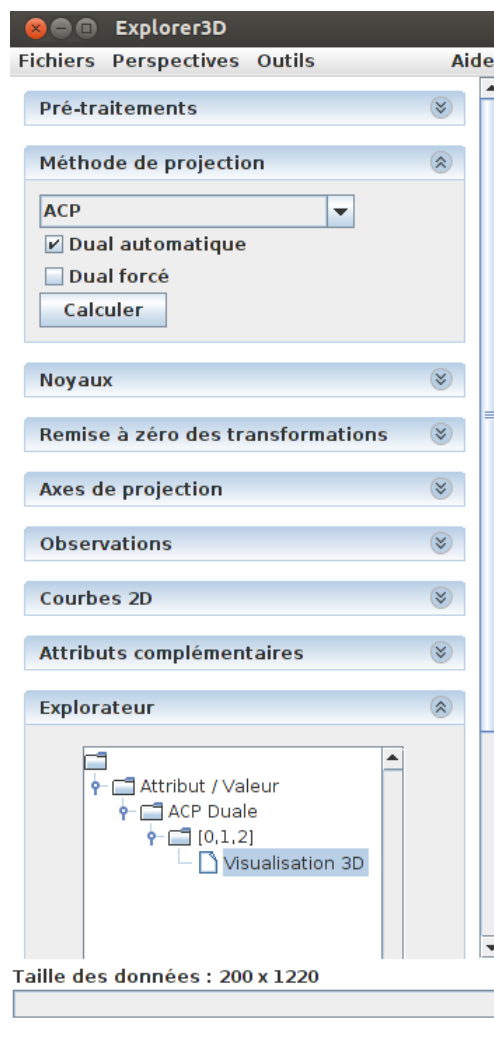 Explorer3D
Fichiers Perspectives Outils Aide
Pré-traitements
Méthode de projection
ACP
Dual automatique
Dual forcé
Calculer
Noyaux
Remise à zéro des transformations
Axes de projection
Observations
Courbes 2D
Attributs complémentaires
Explorateur
Attribut / Valeur
ACP Duale
[0,1,2]
Visualisation 3D
Taille des données : 200 x 1220